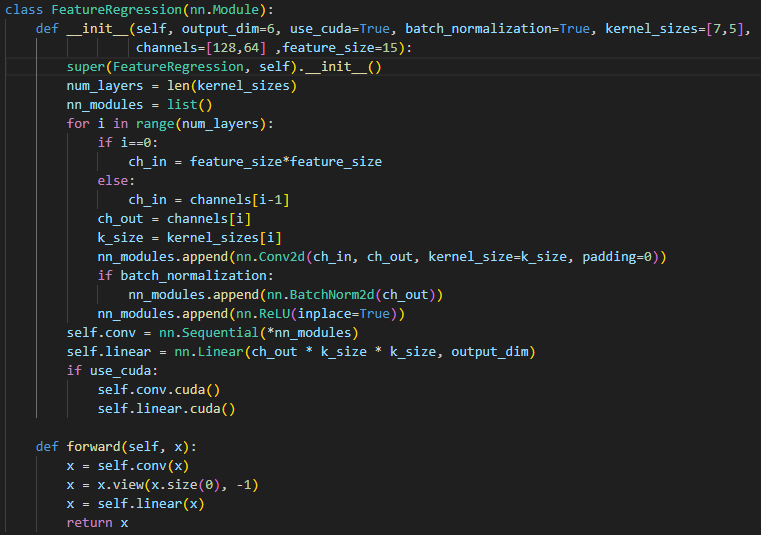 class FeatureRegression(nn.Module):
    def __init__(self, output_dim=6, use_cuda=True, batch_normalization=True, kernel_sizes=[7,5],
                 channels=[128,64] ,feature_size=15):
        super(FeatureRegression, self).__init__()
        num_layers = len(kernel_sizes)
        nn_modules = list()
        for i in range(num_layers):
            if i==0:
                ch_in = feature_size*feature_size
            else:
                ch_in = channels[i-1]
            ch_out = channels[i]
            k_size = kernel_sizes[i]
            nn_modules.append(nn.Conv2d(ch_in, ch_out, kernel_size=k_size, padding=0))
            if batch_normalization:
                nn_modules.append(nn.BatchNorm2d(ch_out))
            nn_modules.append(nn.ReLU(inplace=True))
        self.conv = nn.Sequential(*nn_modules)
        self.linear = nn.Linear(ch_out * k_size * k_size, output_dim)
        if use_cuda:
            self.conv.cuda()
            self.linear.cuda()

    def forward(self, x):
        x = self.conv(x)
        x = x.view(x.size(0), -1)
        x = self.linear(x)
        return x